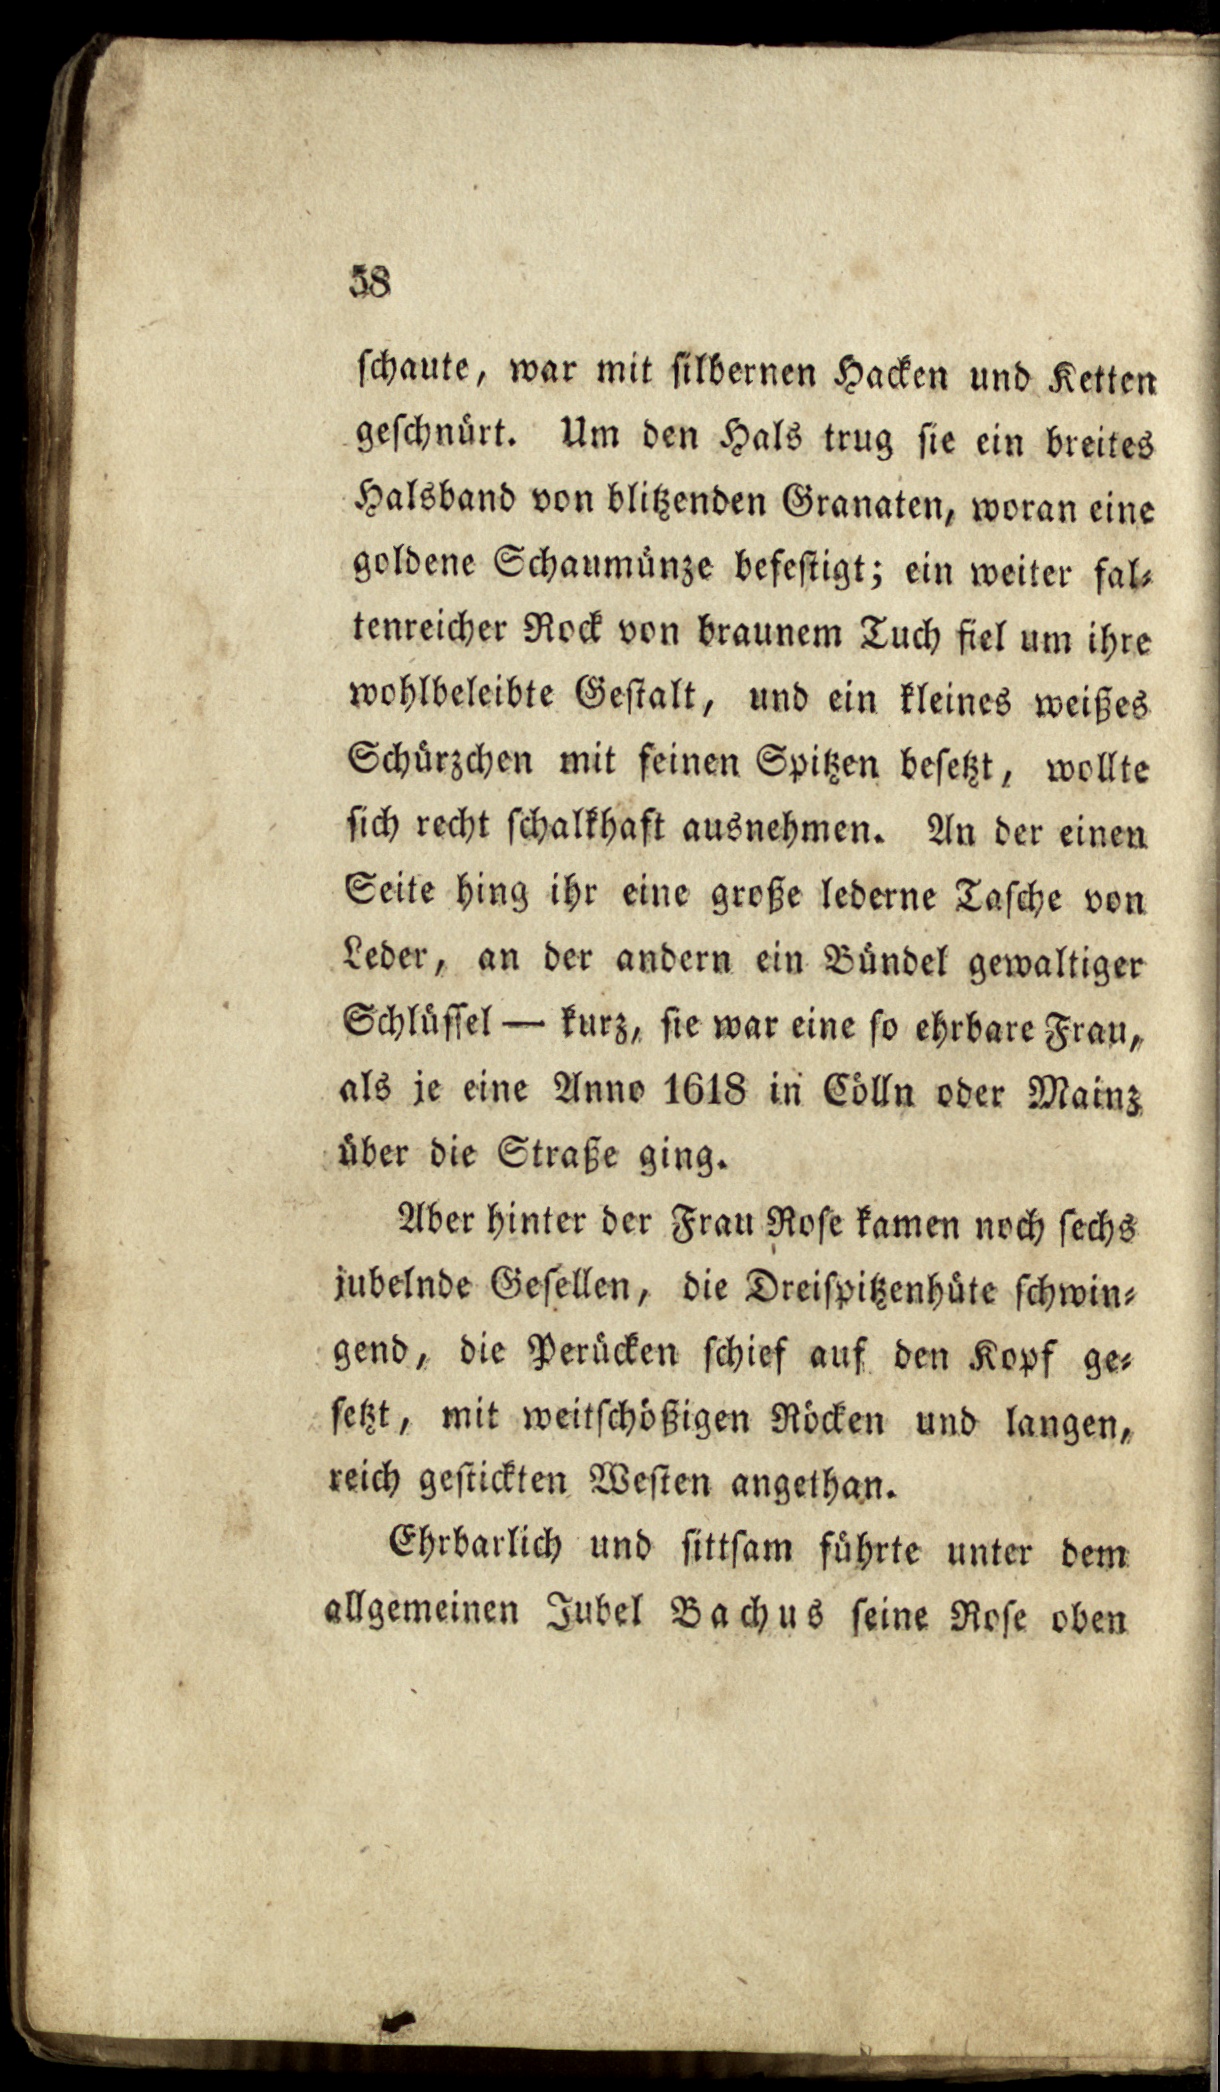 58
schaute, war mit silbernen Hacken und Ketten
geschnürt. Um den Hals trug sie ein breites
Halsband von blitzenden Granaten, woran eine
goldene Schaumünze befestigt; ein weiter fal-
tenreicher Rock von braunem Tuch fiel um ihre
wohlbeleibte Gestalt, und ein kleines weißes
Schürzchen mit feinen Spitzen besetzt, wollte
sich recht schalkhaft ausnehmen. An der einen
Seite hing ihr eine große lederne Tasche von
Leder, an der andern ein Bündel gewaltiger
Schlüssel — kurz, sie war eine so ehrbare Frau,
als je eine Anno 1618 in Cölln oder Mainz
über die Straße ging.
Aber hinter der Frau Rose kamen noch sechs
jubelnde Gesellen, die Dreispitzenhüte schwin-
gend, die Perücken schief auf den Kopf ge-
setzt, mit weitschößigen Röcken und langen,
reich gestickten Westen angethan.
Ehrbarlich und sittsam führte unter dem
allgemeinen Jubel Bachus seine Rose oben